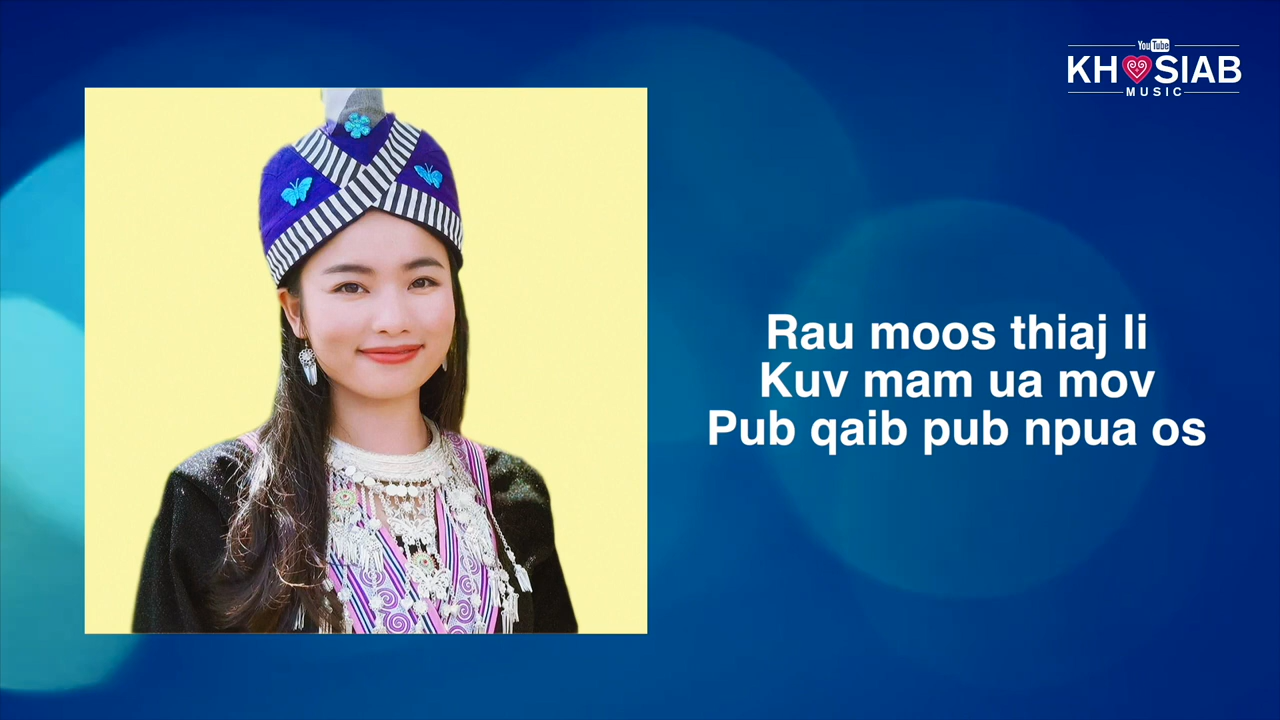 YouTube
KHOSIAB
MUSIC
Rau moos thiaj li
Kuv mam ua mov
Pub qaib pub npua os